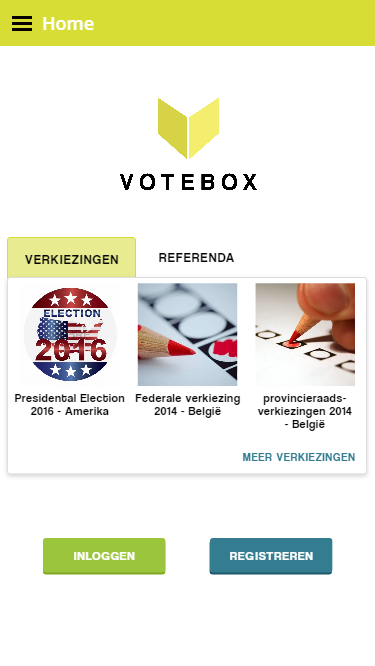 Home
VOTEBOX
VERKIEZINGEN
REFERENDA
ELECTION
2016
Presidential Election
2016 - Amerika
Federale verkiezing
2014 - België
provincieraads-
verkiezingen 2014
- België
MEER VERKIEZINGEN
INLOGGEN
REGISTREREN